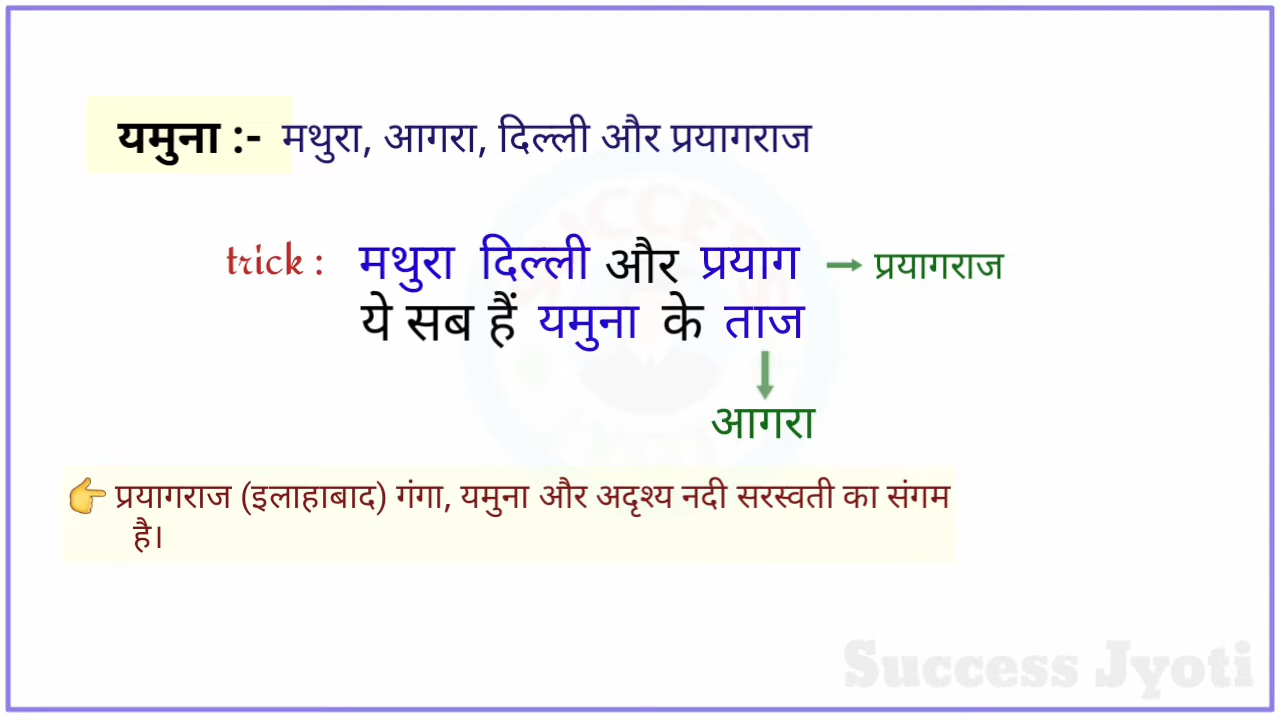 यमुना :- मथुरा, आगरा, दिल्ली और प्रयागराज
trick : मथुरा दिल्ली और प्रयाग → प्रयागराज
ये सब हैं यमुना के ताज
आगरा
👉 प्रयागराज (इलाहाबाद) गंगा, यमुना और अदृश्य नदी सरस्वती का संगम
है।
Success Jyoti